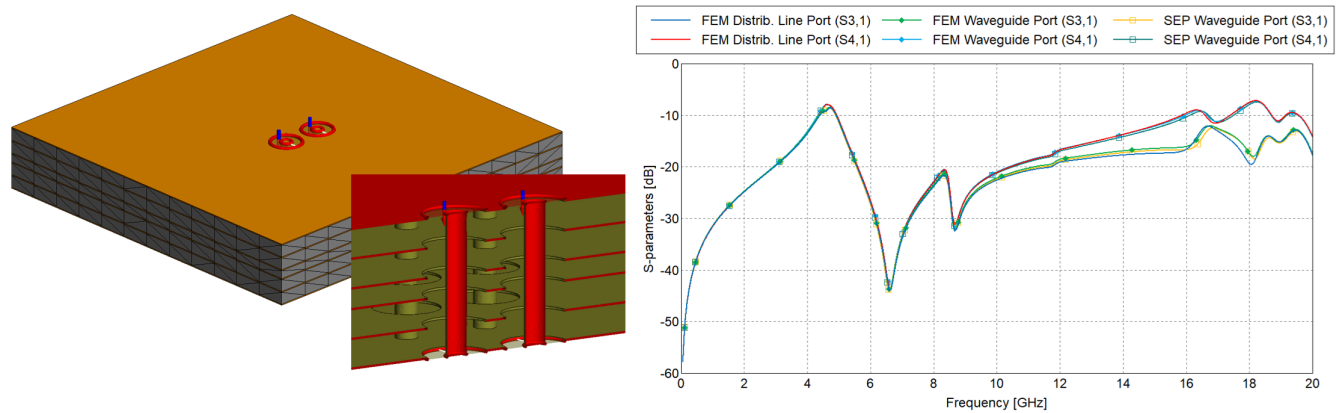 FEM Distrib. Line Port (S3,1) FEM Waveguide Port (S3,1) SEP Waveguide Port (S3,1)
FEM Distrib. Line Port (S4,1) FEM Waveguide Port (S4,1) SEP Waveguide Port (S4,1)
0
-10
-20
-30
-40
-50
-60
S-parameters [dB]
0 2 4 6 8 10 12 14 16 18 20
Frequency [GHz]